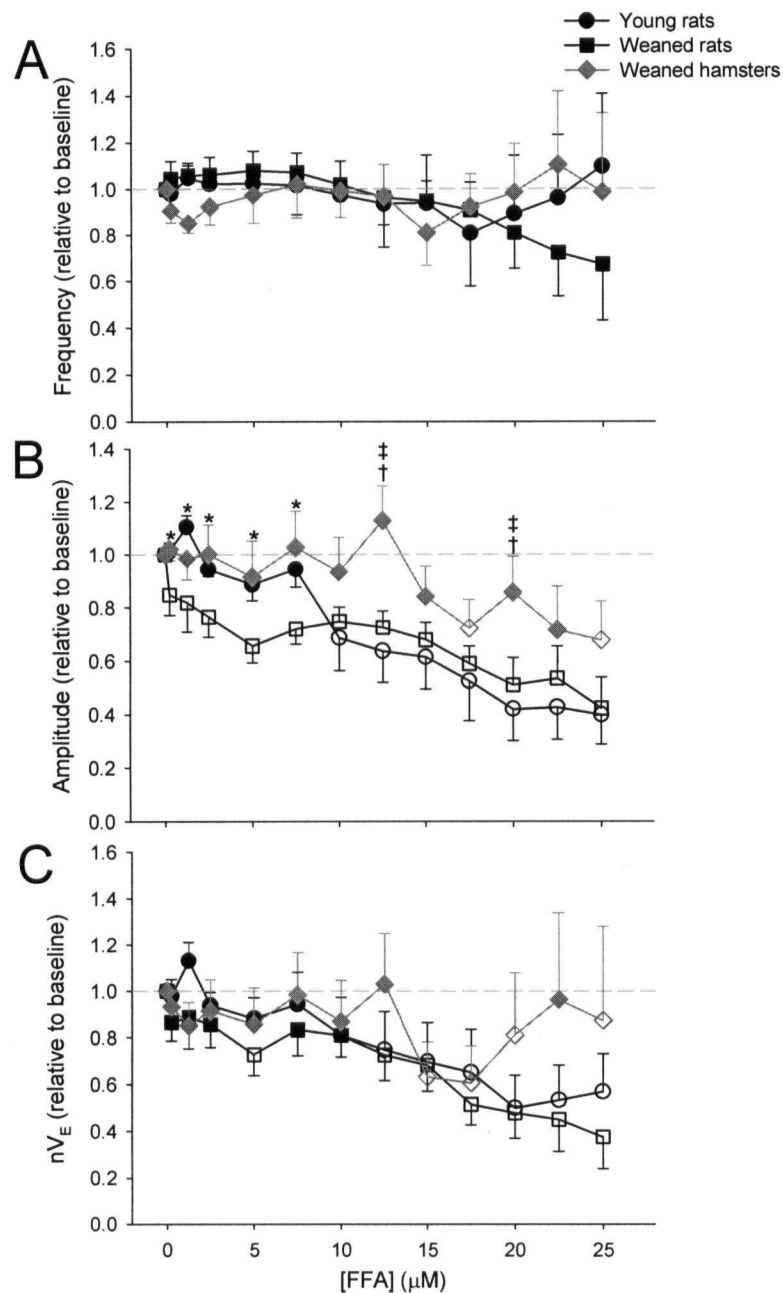 Young rats
Weaned rats
Weaned hamsters
A
Frequency (relative to baseline)
1.6
1.4
1.2
1.0
0.8
0.6
0.4
0.2
0.0
B
Amplitude (relative to baseline)
1.4
1.2
1.0
0.8
0.6
0.4
0.2
0.0
* * * * *
‡ ‡
† †
C
nVE (relative to baseline)
1.6
1.4
1.2
1.0
0.8
0.6
0.4
0.2
0.0
0 5 10 15 20 25
[FFA] (μM)